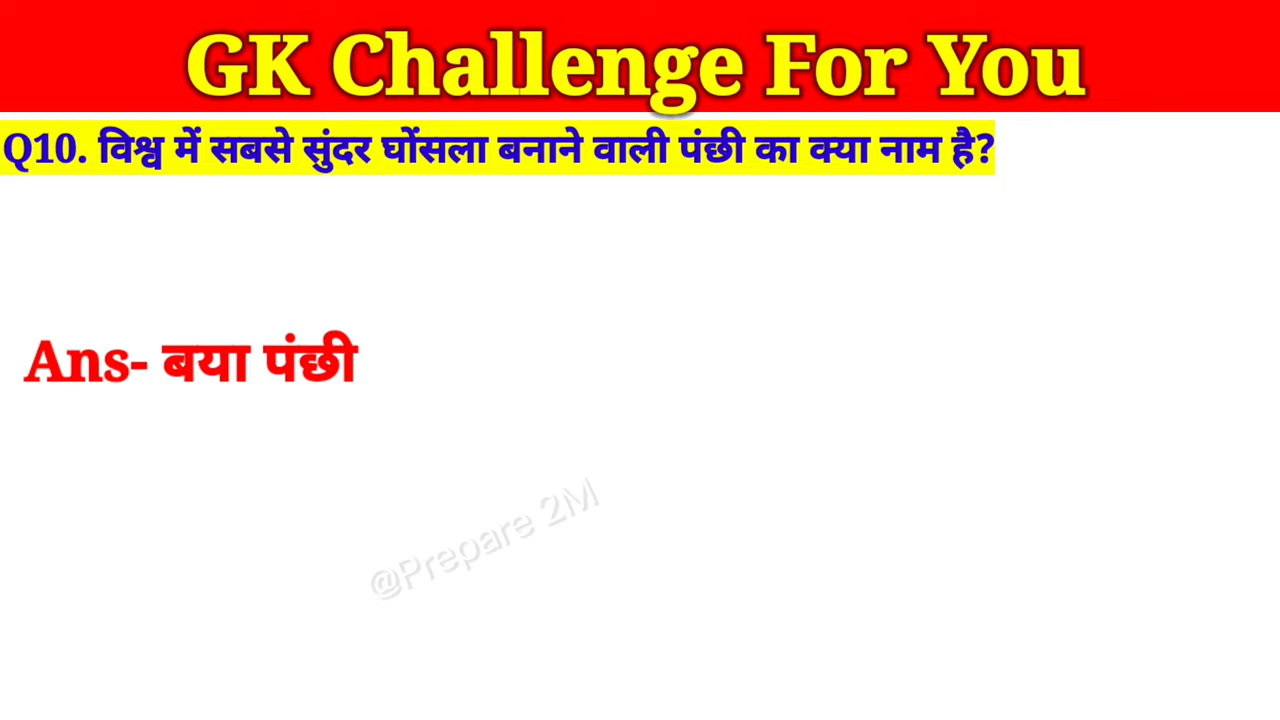 GK Challenge For You
Q10. विश्व में सबसे सुंदर घोंसला बनाने वाली पंछी का क्या नाम है?
Ans- बया पंछी
@Prepare 2M